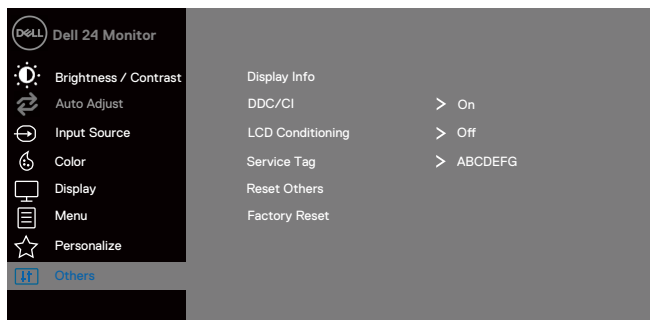 DELL Dell 24 Monitor
Brightness / Contrast Display Info
Auto Adjust DDC/CI > On
Input Source LCD Conditioning > Off
Color Service Tag > ABCDEFG
Display Reset Others
Menu Factory Reset
Personalize
Others